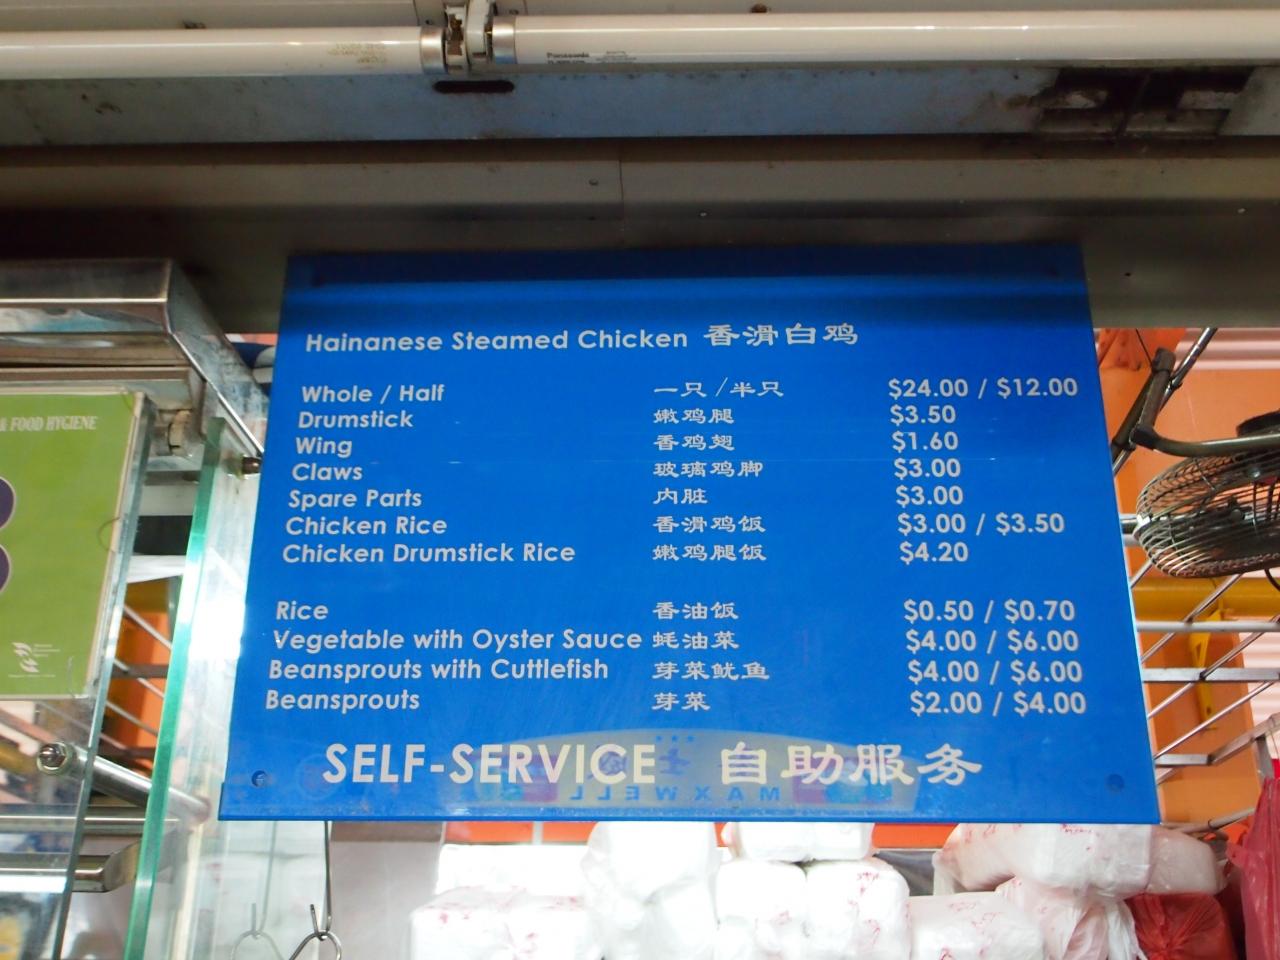 Panasonic
& FOOD HYGIENE
Hainanese Steamed Chicken 香滑白鸡
Whole / Half 一只/半只 $24.00 / $12.00
Drumstick 嫩鸡腿 $3.50
Wing 香鸡翅 $1.60
Claws 玻璃鸡脚 $3.00
Spare Parts 内脏 $3.00
Chicken Rice 香滑鸡饭 $3.00 / $3.50
Chicken Drumstick Rice 嫩鸡腿饭 $4.20
Rice 香油饭 $0.50 / $0.70
Vegetable with Oyster Sauce 蚝油菜 $4.00 / $6.00
Beansprouts with Cuttlefish 芽菜鱿鱼 $4.00 / $6.00
Beansprouts 芽菜 $2.00 / $4.00
SELF-SERVICE 自助服务
MAXWELL